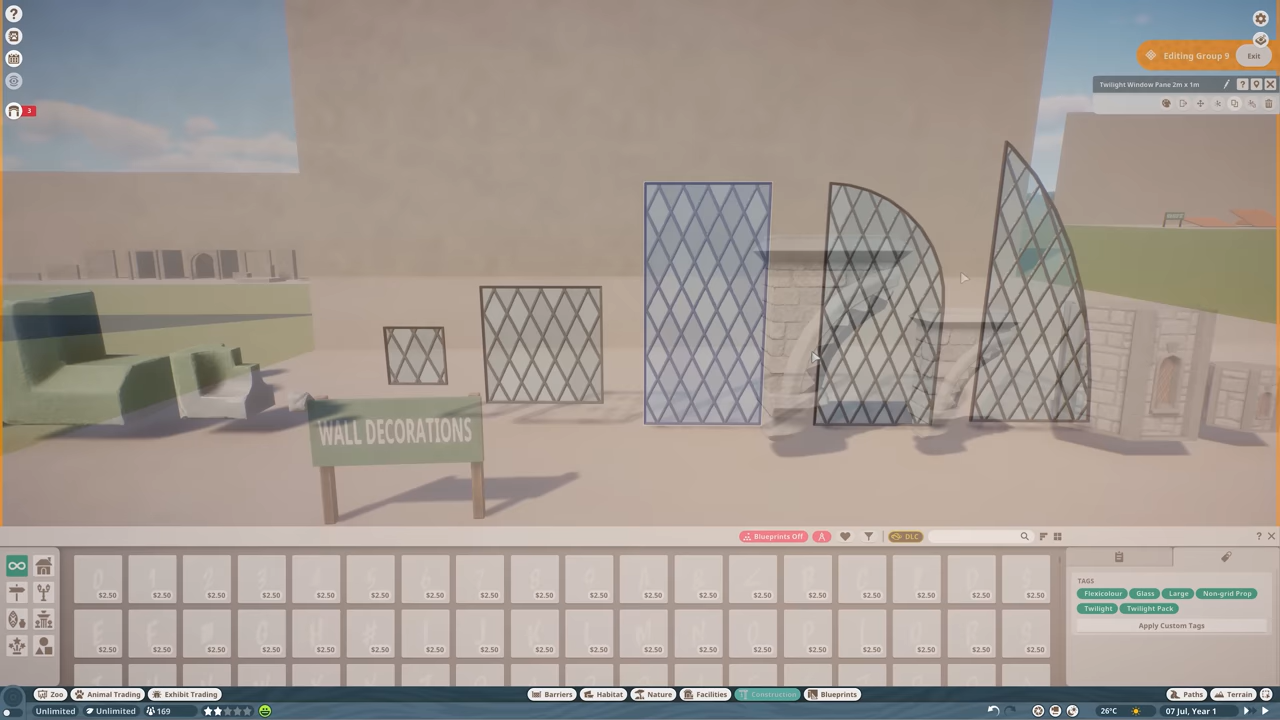 ?
Editing Group 9
Exit
Twilight Window Pane 2m x 1m
?
3
WALL DECORATIONS
Blueprints Off
DLC
?
$2.50 $2.50 $2.50 $2.50 $2.50 $2.50 $2.50 $2.50 $2.50 $2.50 $2.50 $2.50 $2.50 $2.50 $2.50 $2.50 $2.50 $2.50
$2.50 $2.50 $2.50 $2.50 $2.50 $2.50 $2.50 $2.50 $2.50 $2.50 $2.50 $2.50 $2.50 $2.50 $2.50 $2.50 $2.50 $2.50
TAGS
Flexicolour Glass Large Non-grid Prop
Twilight Twilight Pack
Apply Custom Tags
Zoo Animal Trading Exhibit Trading Barriers Habitat Nature Facilities Construction Blueprints Paths Terrain
Unlimited Unlimited 169 26°C 07 Jul, Year 1